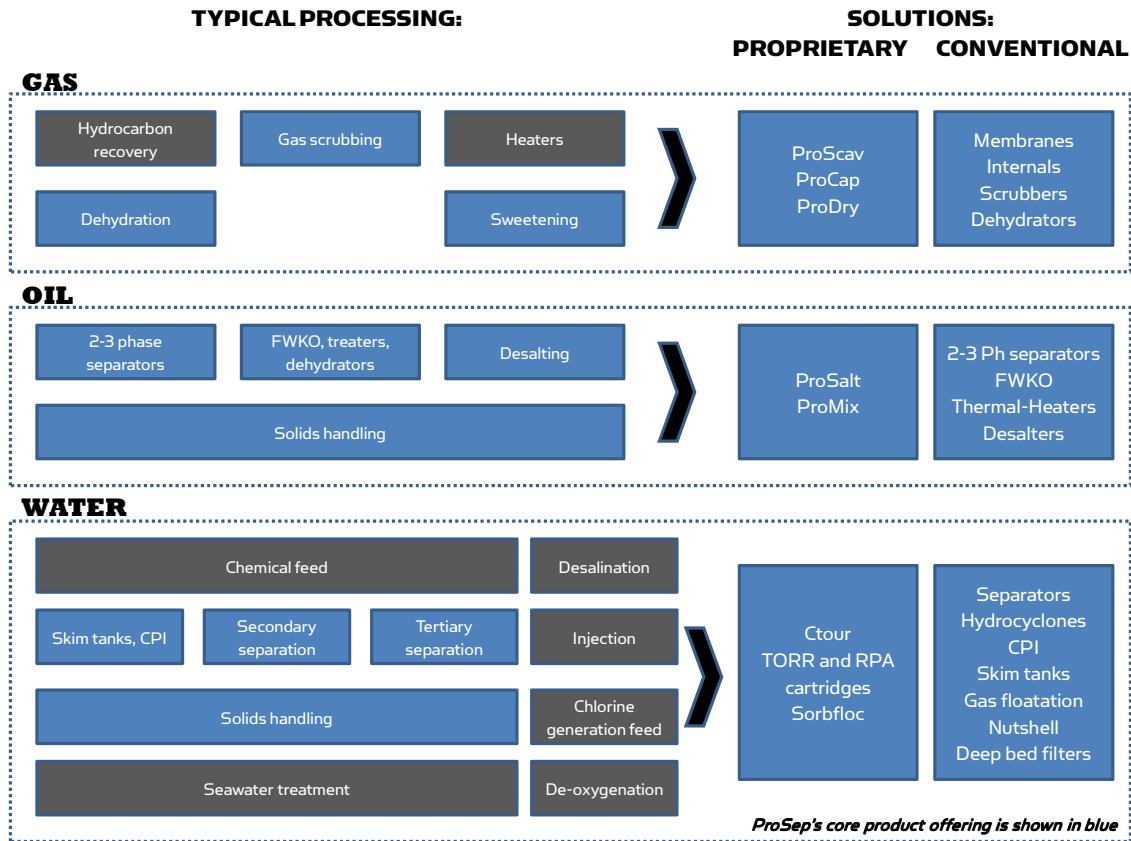 TYPICAL PROCESSING:
SOLUTIONS:
PROPRIETARY
CONVENTIONAL
GAS
Hydrocarbon
recovery
Gas scrubbing
Heaters
Dehydration
Sweetening
ProScav
ProCap
ProDry
Membranes
Internals
Scrubbers
Dehydrators
OIL
2-3 phase
separators
FWKO, treaters,
dehydrators
Desalting
Solids handling
ProSalt
ProMix
2-3 Ph separators
FWKO
Thermal-Heaters
Desalters
WATER
Chemical feed
Desalination
Skim tanks, CPI
Secondary
separation
Tertiary
separation
Injection
Solids handling
Chlorine
generation feed
Seawater treatment
De-oxygenation
Ctour
TORR and RPA
cartridges
Sorbfloc
Separators
Hydrocyclones
CPI
Skim tanks
Gas floatation
Nutshell
Deep bed filters
ProSep's core product offering is shown in blue